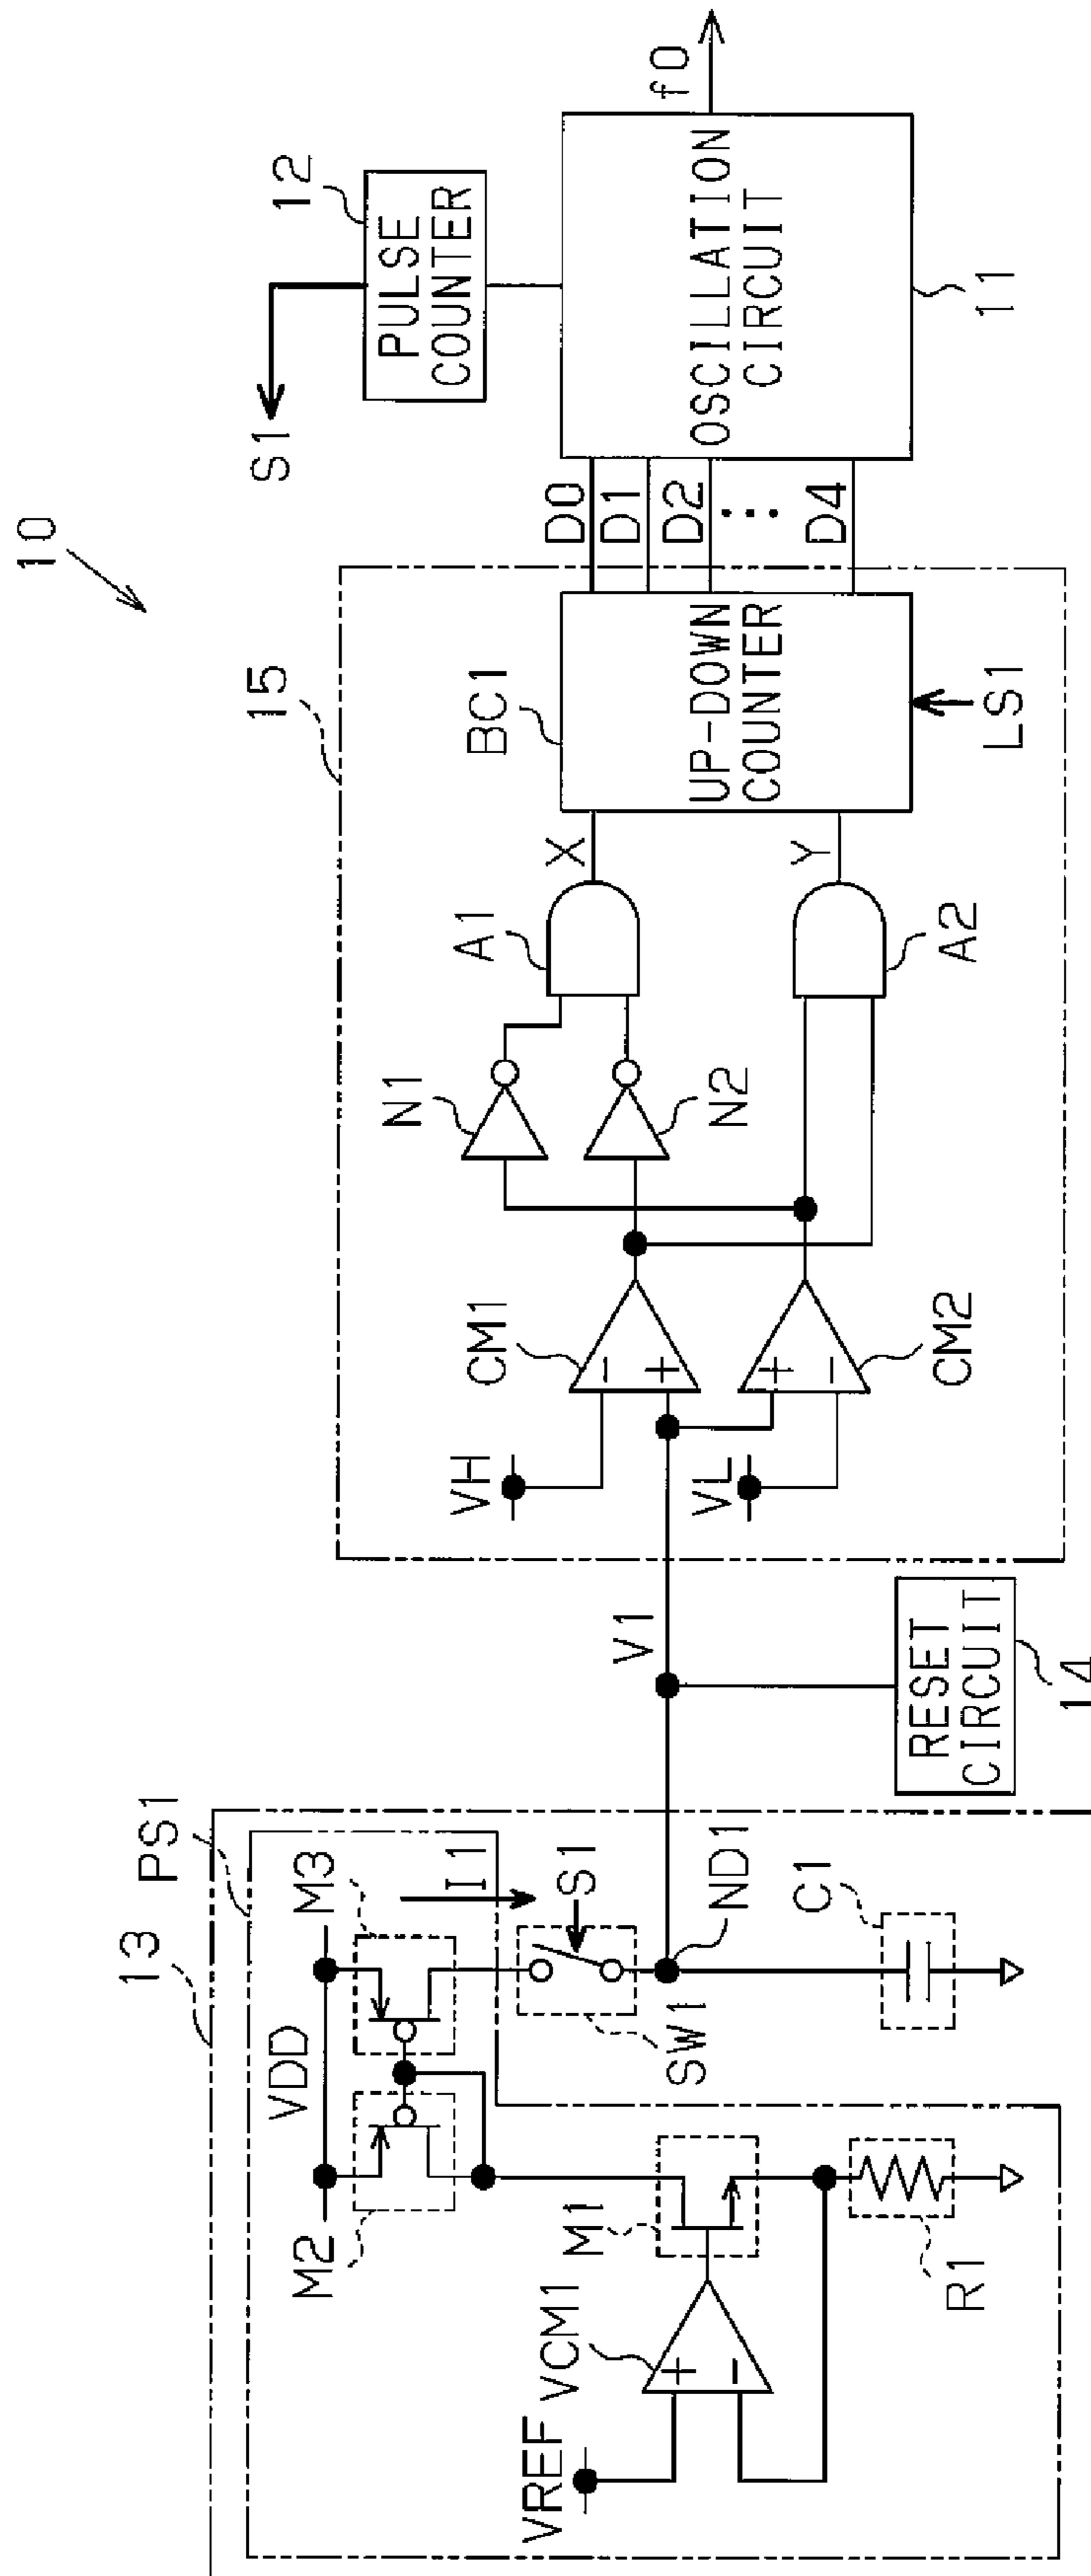 10
13
PS1
VDD
M2
M3
I1
S1
SW1
ND1
C1
VREF
VCM1
+
−
M1
R1
V1
RESET
CIRCUIT
14
15
VH
VL
CM1
−
+
CM2
+
−
N1
N2
A1
A2
X
Y
BC1
UP-DOWN
COUNTER
LS1
D0
D1
D2
⋮
D4
S1
12
PULSE
COUNTER
OSCILLATION
CIRCUIT
11
f0